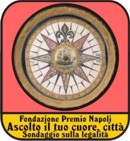 Fondazione Premio Napoli
Ascolto il tuo cuore, città
Sondaggio sulla legalità